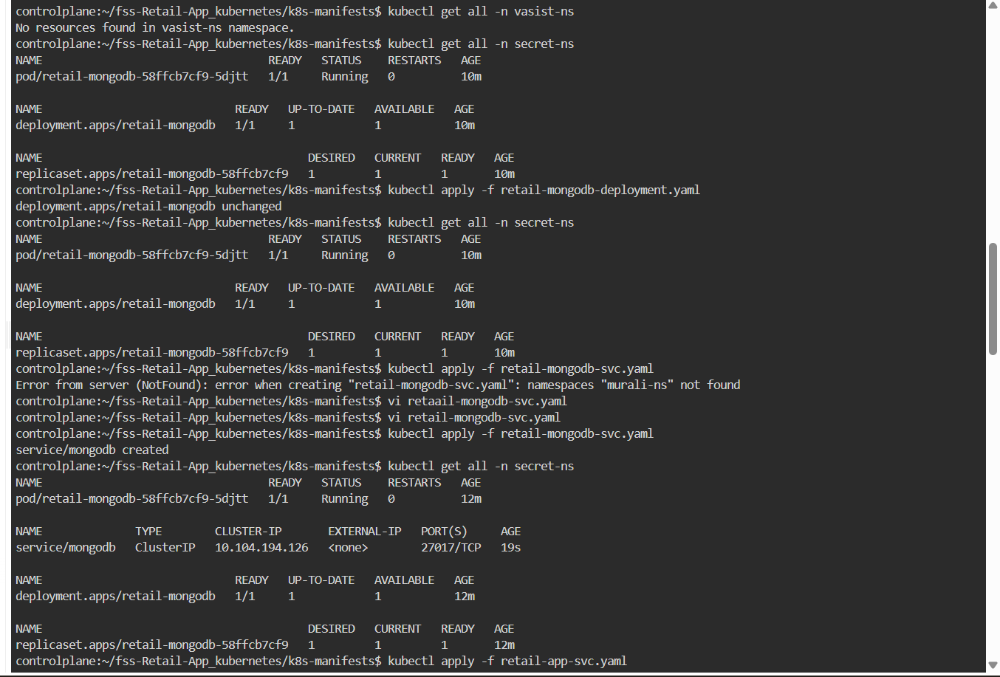 controlplane:~/fss-Retail-App_kubernetes/k8s-manifests$ kubectl get all -n vasist-ns
No resources found in vasist-ns namespace.
controlplane:~/fss-Retail-App_kubernetes/k8s-manifests$ kubectl get all -n secret-ns
NAME                                  READY   STATUS    RESTARTS   AGE
pod/retail-mongodb-58ffcb7cf9-5djtt   1/1     Running   0          10m

NAME                             READY   UP-TO-DATE   AVAILABLE   AGE
deployment.apps/retail-mongodb   1/1     1            1           10m

NAME                                        DESIRED   CURRENT   READY   AGE
replicaset.apps/retail-mongodb-58ffcb7cf9   1         1         1       10m
controlplane:~/fss-Retail-App_kubernetes/k8s-manifests$ kubectl apply -f retail-mongodb-deployment.yaml
deployment.apps/retail-mongodb unchanged
controlplane:~/fss-Retail-App_kubernetes/k8s-manifests$ kubectl get all -n secret-ns
NAME                                  READY   STATUS    RESTARTS   AGE
pod/retail-mongodb-58ffcb7cf9-5djtt   1/1     Running   0          10m

NAME                             READY   UP-TO-DATE   AVAILABLE   AGE
deployment.apps/retail-mongodb   1/1     1            1           10m

NAME                                        DESIRED   CURRENT   READY   AGE
replicaset.apps/retail-mongodb-58ffcb7cf9   1         1         1       10m
controlplane:~/fss-Retail-App_kubernetes/k8s-manifests$ kubectl apply -f retail-mongodb-svc.yaml
Error from server (NotFound): error when creating "retail-mongodb-svc.yaml": namespaces "murali-ns" not found
controlplane:~/fss-Retail-App_kubernetes/k8s-manifests$ vi retaail-mongodb-svc.yaml
controlplane:~/fss-Retail-App_kubernetes/k8s-manifests$ vi retail-mongodb-svc.yaml
controlplane:~/fss-Retail-App_kubernetes/k8s-manifests$ kubectl apply -f retail-mongodb-svc.yaml
service/mongodb created
controlplane:~/fss-Retail-App_kubernetes/k8s-manifests$ kubectl get all -n secret-ns
NAME                                  READY   STATUS    RESTARTS   AGE
pod/retail-mongodb-58ffcb7cf9-5djtt   1/1     Running   0          12m

NAME              TYPE        CLUSTER-IP       EXTERNAL-IP   PORT(S)     AGE
service/mongodb   ClusterIP   10.104.194.126   <none>        27017/TCP   19s

NAME                             READY   UP-TO-DATE   AVAILABLE   AGE
deployment.apps/retail-mongodb   1/1     1            1           12m

NAME                                        DESIRED   CURRENT   READY   AGE
replicaset.apps/retail-mongodb-58ffcb7cf9   1         1         1       12m
controlplane:~/fss-Retail-App_kubernetes/k8s-manifests$ kubectl apply -f retail-app-svc.yaml